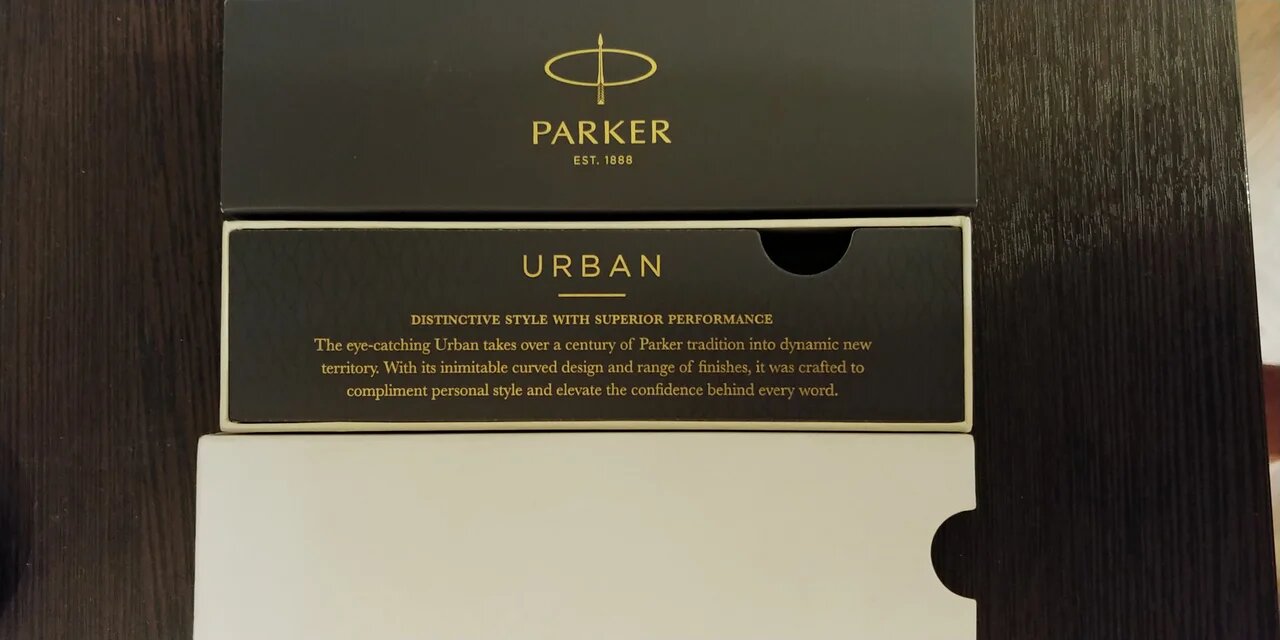 PARKER
EST. 1888
URBAN
DISTINCTIVE STYLE WITH SUPERIOR PERFORMANCE
The eye-catching Urban takes over a century of Parker tradition into dynamic new
territory. With its inimitable curved design and range of finishes, it was crafted to
compliment personal style and elevate the confidence behind every word.